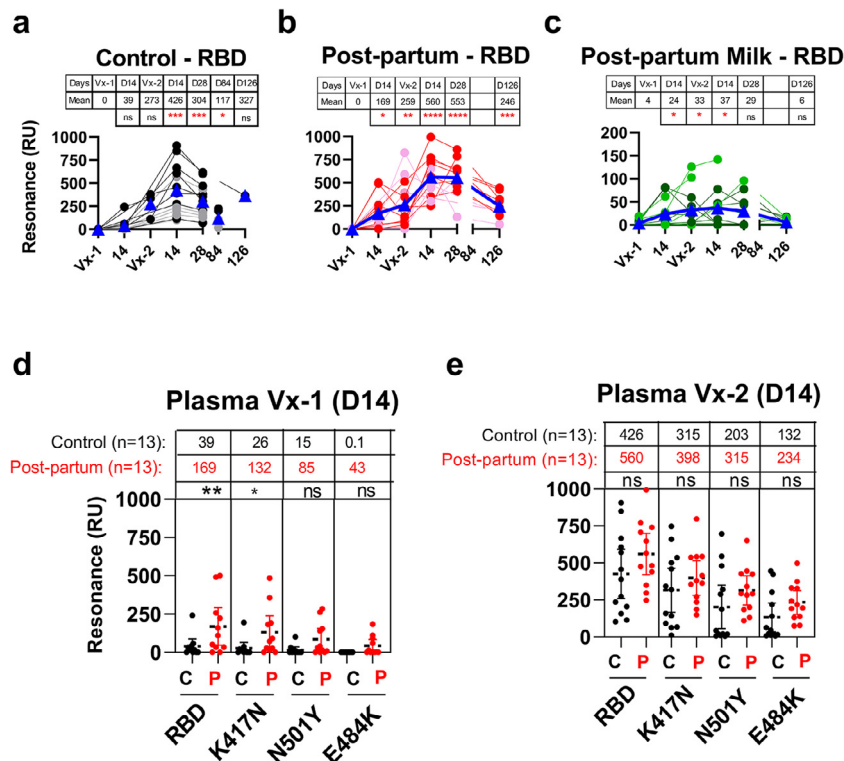 a
Control - RBD
Days Vx-1 D14 Vx-2 D14 D28 D84 D126
Mean 0 39 273 426 304 117 327
ns ns *** *** * ns
Resonance (RU)
1000
750
500
250
0
Vx-1 14 Vx-2 14 28 84 126
b
Post-partum - RBD
Days Vx-1 D14 Vx-2 D14 D28 D126
Mean 0 169 259 560 553 246
* ** **** **** ***
1000
750
500
250
0
Vx-1 14 Vx-2 14 28 84 126
c
Post-partum Milk - RBD
Days Vx-1 D14 Vx-2 D14 D28 D126
Mean 4 24 33 37 29 6
* * * ns ns
200
150
100
50
0
Vx-1 14 Vx-2 14 28 84 126
d
Plasma Vx-1 (D14)
Control (n=13): 39 26 15 0.1
Post-partum (n=13): 169 132 85 43
** * ns ns
Resonance (RU)
1000
750
500
250
0
C P C P C P C P
RBD K417N N501Y E484K
e
Plasma Vx-2 (D14)
Control (n=13): 426 315 203 132
Post-partum (n=13): 560 398 315 234
ns ns ns ns
1000
750
500
250
0
C P C P C P C P
RBD K417N N501Y E484K